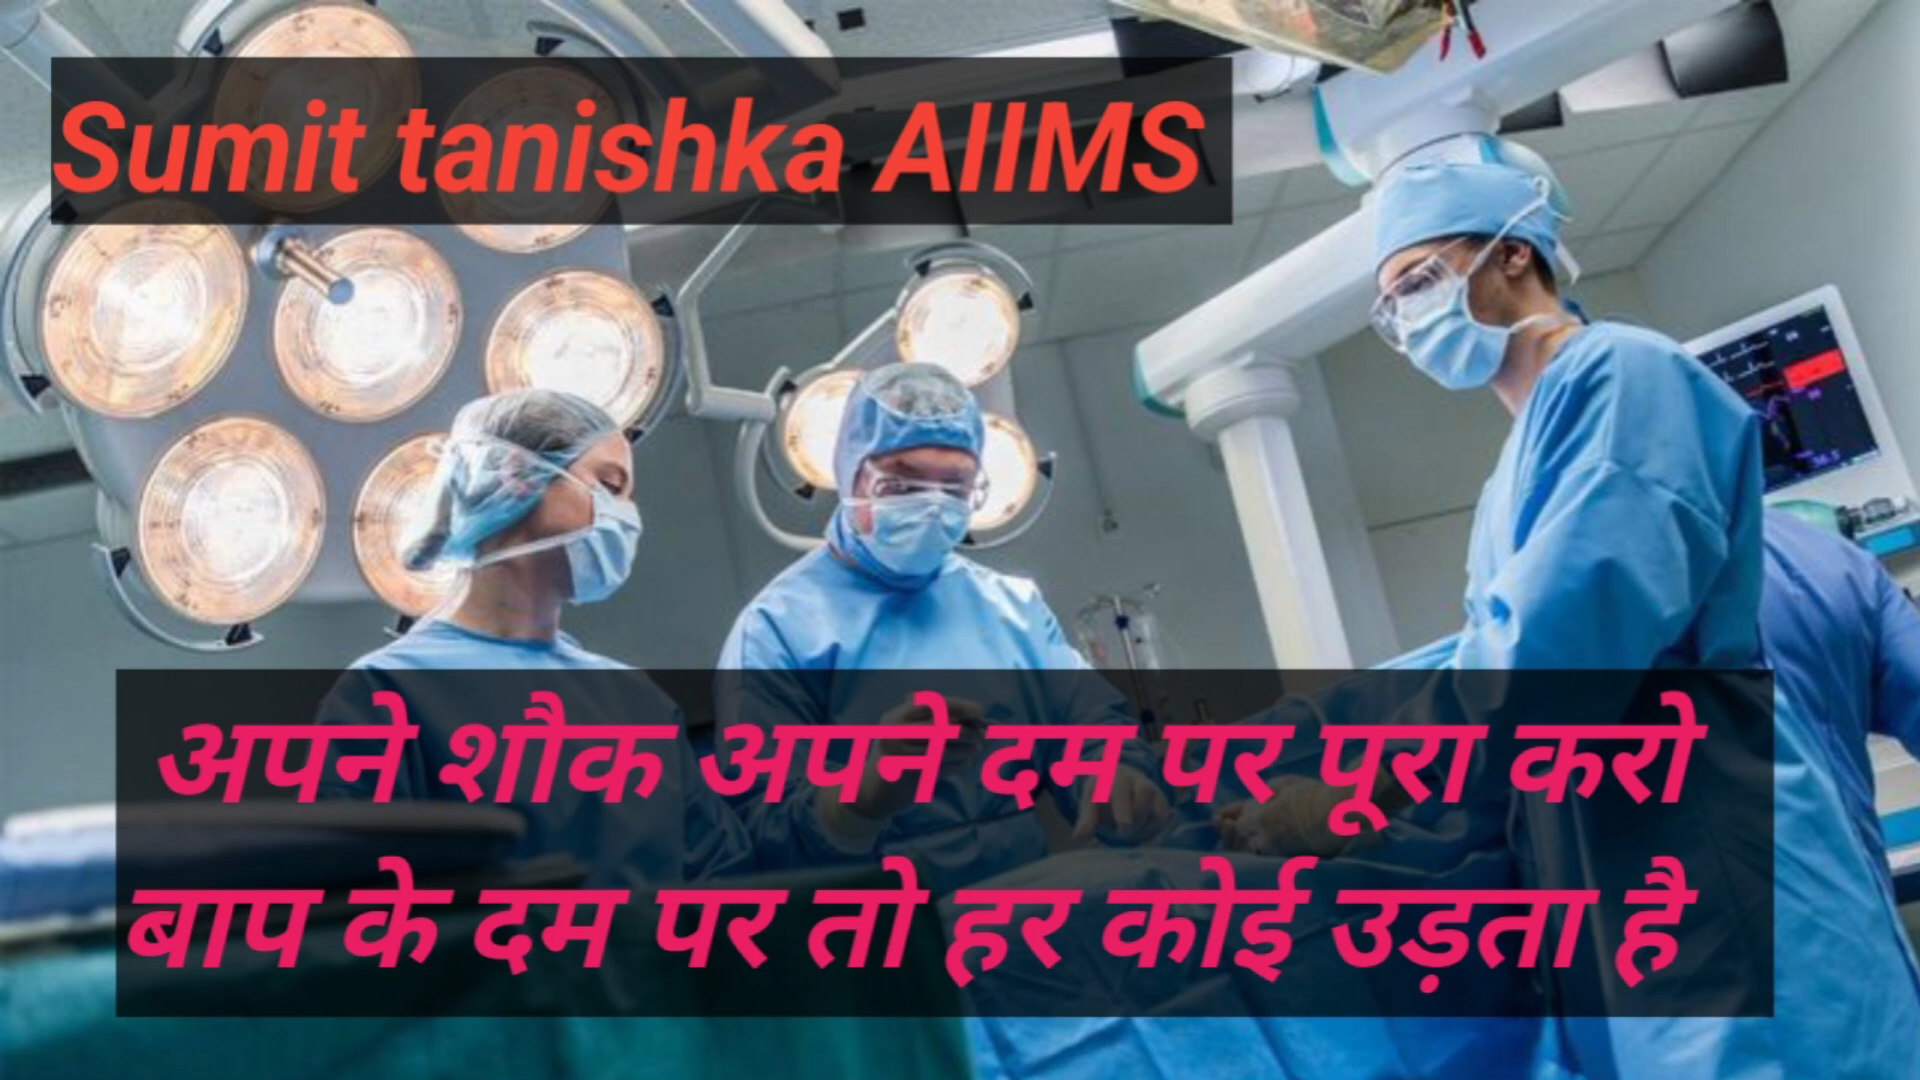 Sumit tanishka AIIMS
अपने शौक अपने दम पर पूरा करो
बाप के दम पर तो हर कोई उड़ता है